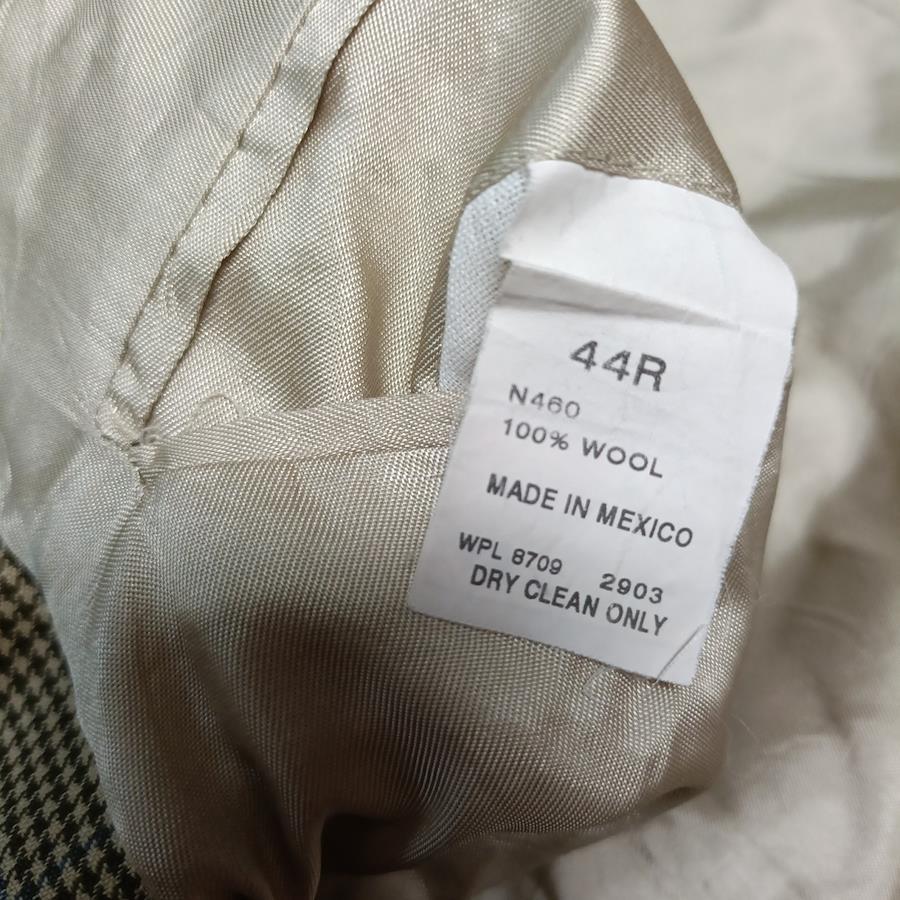 44R
N460
100% WOOL
MADE IN MEXICO
WPL 8709 2903
DRY CLEAN ONLY